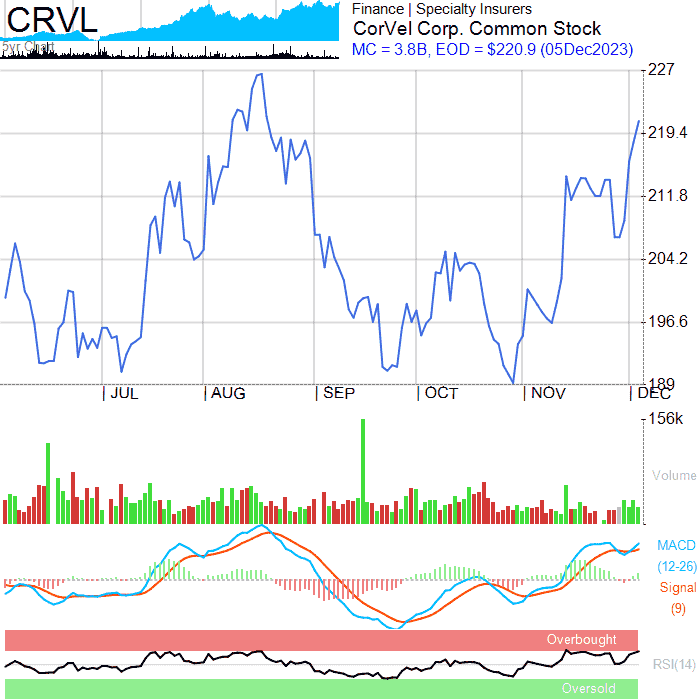 CRVL
5yr Chart
Finance | Specialty Insurers
CorVel Corp. Common Stock
MC = 3.8B, EOD = $220.9 (05Dec2023)
227
219.4
211.8
204.2
196.6
189
JUL
AUG
SEP
OCT
NOV
DEC
156k
Volume
MACD
(12-26)
Signal
(9)
Overbought
RSI(14)
Oversold